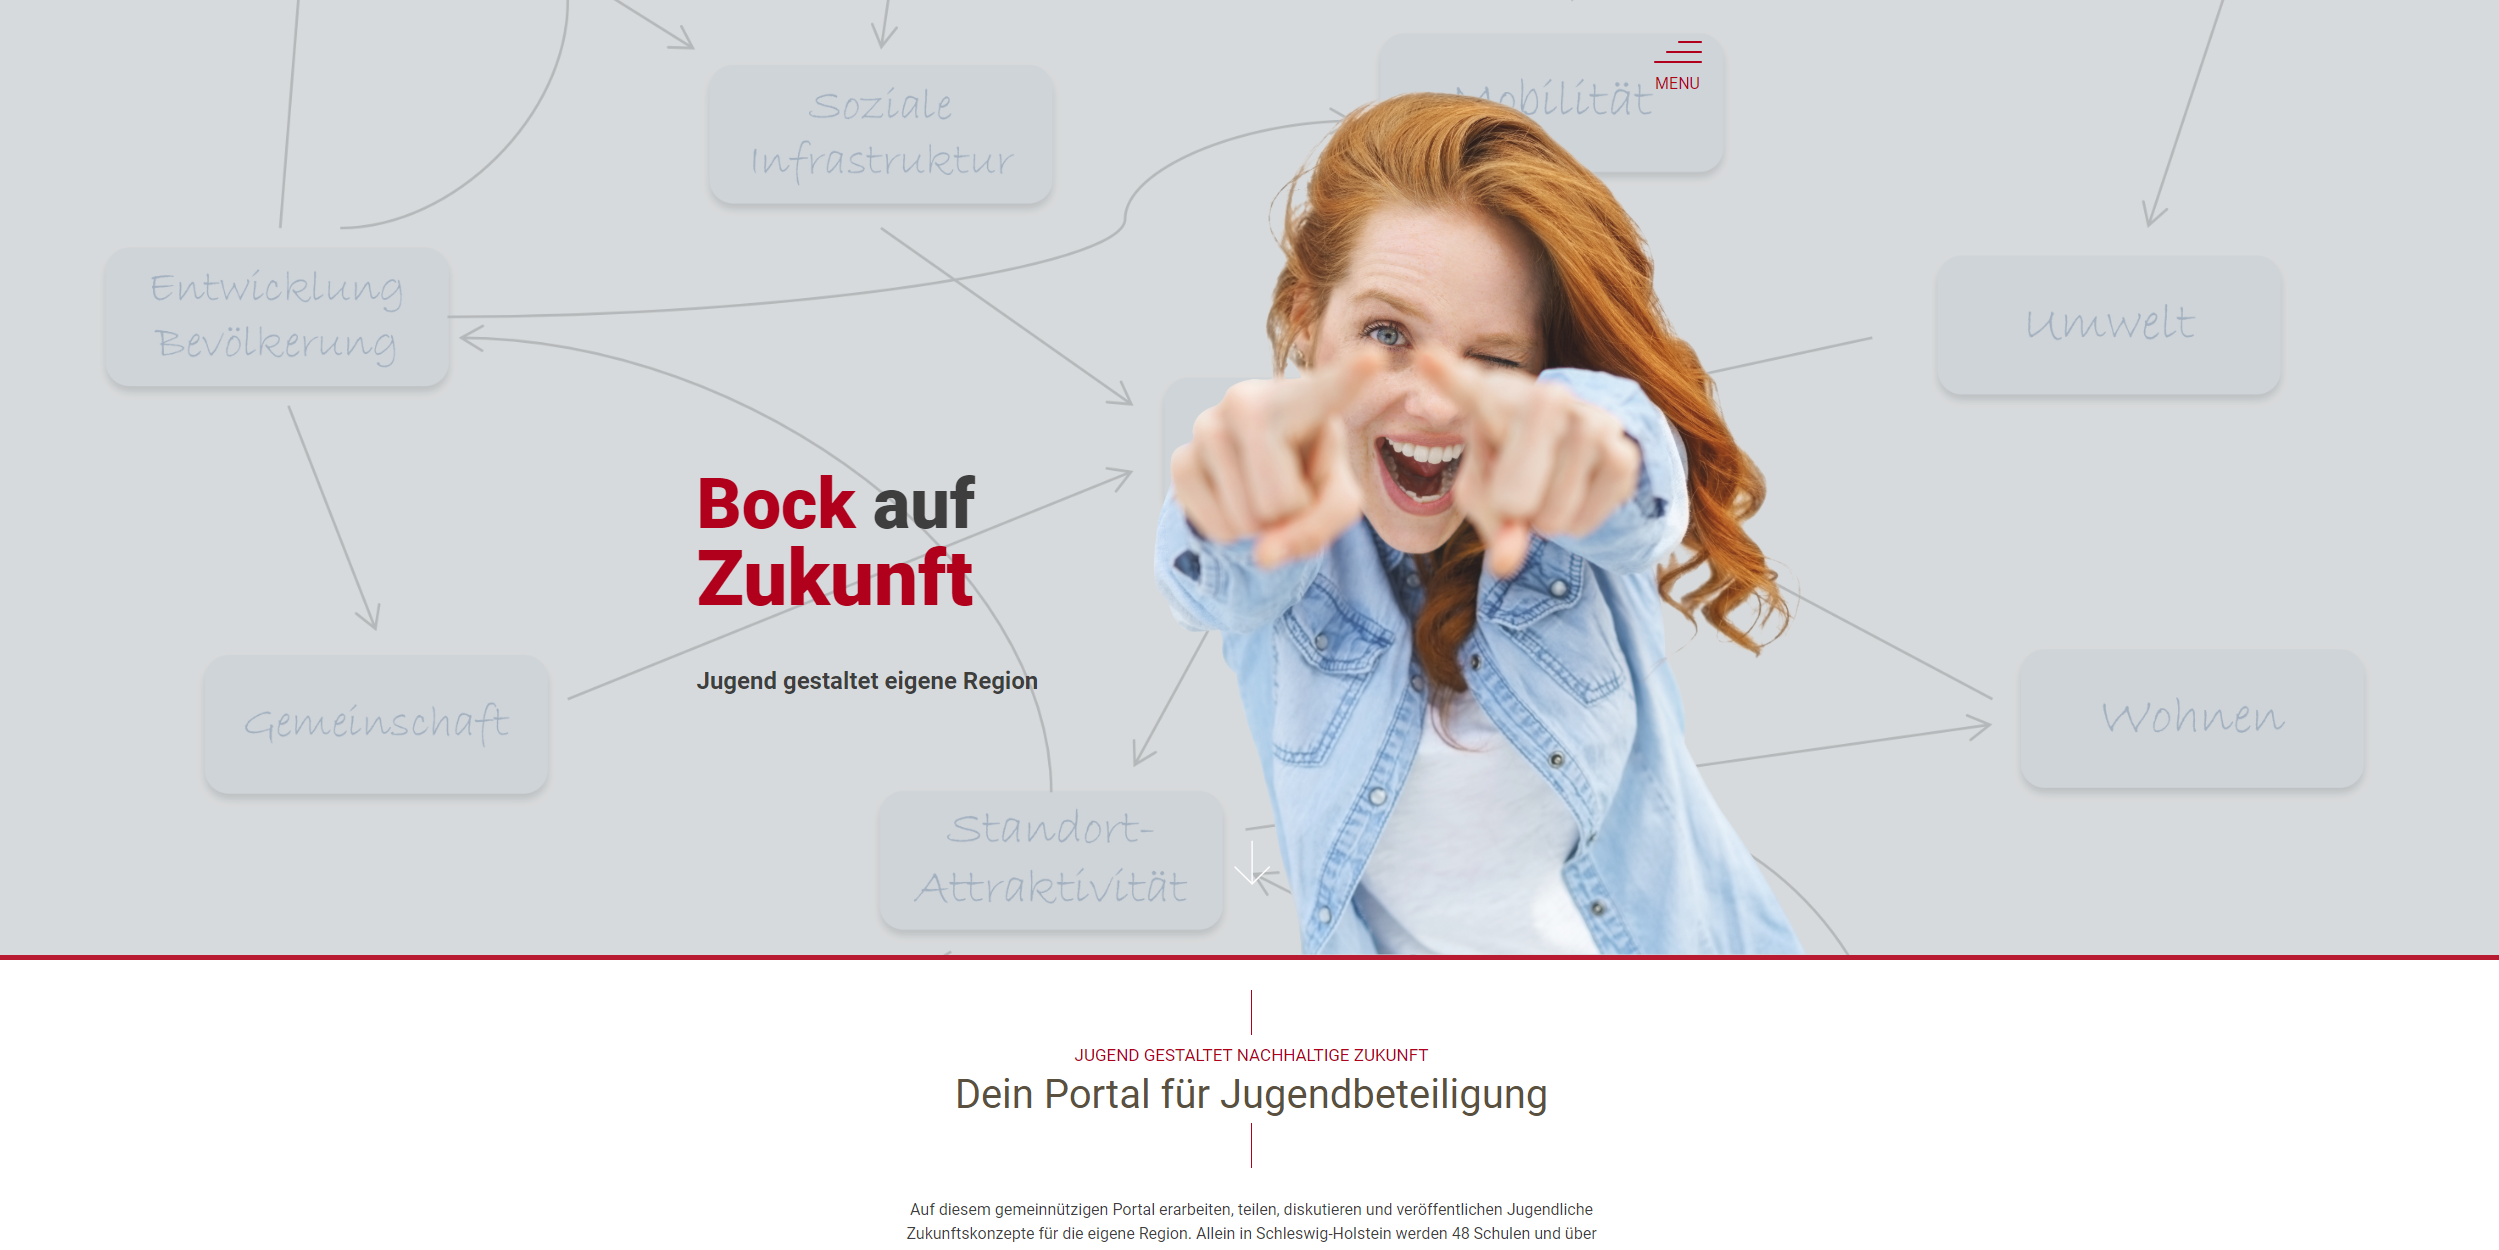 Soziale
Infrastruktur
Mobilität
MENU
Entwicklung
Bevölkerung
Umwelt
Bock auf
Zukunft
Jugend gestaltet eigene Region
Gemeinschaft
Wohnen
Standort-
Attraktivität
JUGEND GESTALTET NACHHALTIGE ZUKUNFT
Dein Portal für Jugendbeteiligung
Auf diesem gemeinnützigen Portal erarbeiten, teilen, diskutieren und veröffentlichen Jugendliche
Zukunftskonzepte für die eigene Region. Allein in Schleswig-Holstein werden 48 Schulen und über